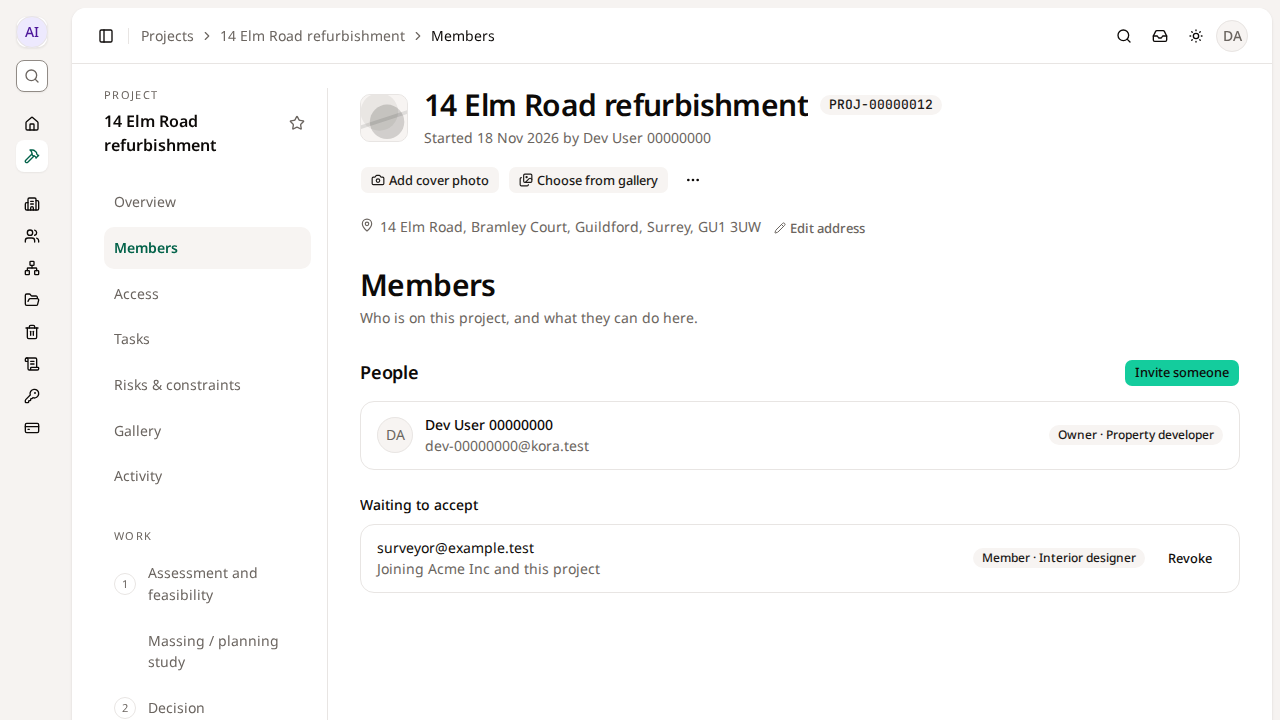 AI
Projects
14 Elm Road refurbishment
Members
DA
PROJECT
14 Elm Road
refurbishment
Overview
Members
Access
Tasks
Risks & constraints
Gallery
Activity
WORK
1
Assessment and
feasibility
Massing / planning
study
2
Decision
14 Elm Road refurbishment
PROJ-00000012
Started 18 Nov 2026 by Dev User 00000000
Add cover photo
Choose from gallery
14 Elm Road, Bramley Court, Guildford, Surrey, GU1 3UW
Edit address
Members
Who is on this project, and what they can do here.
People
Invite someone
DA
Dev User 00000000
dev-00000000@kora.test
Owner · Property developer
Waiting to accept
surveyor@example.test
Joining Acme Inc and this project
Member · Interior designer
Revoke